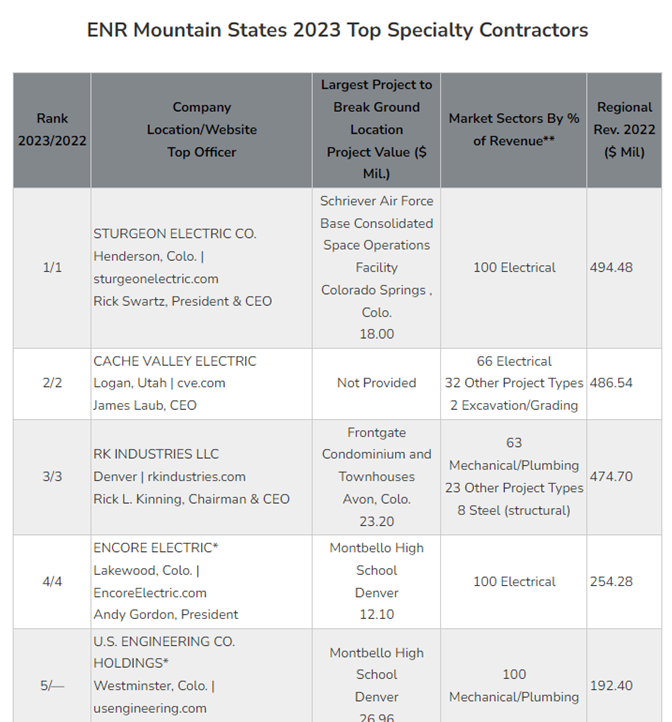 ENR Mountain States 2023 Top Specialty Contractors
Rank
2023/2022
Company
Location/Website
Top Officer
Largest Project to
Break Ground
Location
Project Value ($
Mil.)
Market Sectors By %
of Revenue**
Regional
Rev. 2022
($ Mil)
1/1
STURGEON ELECTRIC CO.
Henderson, Colo. |
sturgeonelectric.com
Rick Swartz, President & CEO
Schriever Air Force
Base Consolidated
Space Operations
Facility
Colorado Springs ,
Colo.
18.00
100 Electrical
494.48
2/2
CACHE VALLEY ELECTRIC
Logan, Utah | cve.com
James Laub, CEO
Not Provided
66 Electrical
32 Other Project Types
2 Excavation/Grading
486.54
3/3
RK INDUSTRIES LLC
Denver | rkindustries.com
Rick L. Kinning, Chairman & CEO
Frontgate
Condominium and
Townhouses
Avon, Colo.
23.20
63
Mechanical/Plumbing
23 Other Project Types
8 Steel (structural)
474.70
4/4
ENCORE ELECTRIC*
Lakewood, Colo. |
EncoreElectric.com
Andy Gordon, President
Montbello High
School
Denver
12.10
100 Electrical
254.28
5/—
U.S. ENGINEERING CO.
HOLDINGS*
Westminster, Colo. |
usengineering.com
Montbello High
School
Denver
26.96
100
Mechanical/Plumbing
192.40